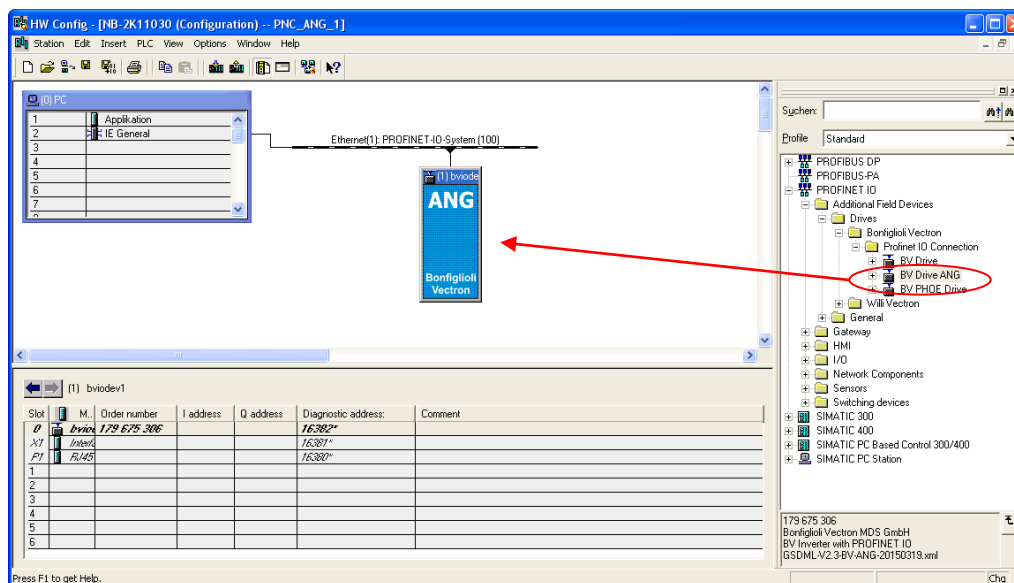 HW Config - [NB-2K11030 (Configuration) -- PNC_ANG_1]
Station Edit Insert PLC View Options Window Help
(0) PC
1 Applikation
2 IE General
3
4
5
6
7
Ethernet(1): PROFINET-IO-System (100)
(1) bviode
ANG
Bonfiglioli
Vectron
Suchen:
Profile Standard
PROFIBUS DP
PROFIBUS-PA
PROFINET IO
Additional Field Devices
Drives
Bonfiglioli Vectron
Profinet IO Connection
BV Drive
BV Drive ANG
BV PHOE Drive
Willi Vectron
General
Gateway
HMI
I/O
Network Components
Sensors
Switching devices
SIMATIC 300
SIMATIC 400
SIMATIC PC Based Control 300/400
SIMATIC PC Station
(1) bviodev1
Slot M.. Order number I address Q address Diagnostic address: Comment
0 bvio 179 675 306 16382*
X1 Interfa 16381*
P1 RJ45 16380*
1
2
3
4
5
6
179 675 306
Bonfiglioli Vectron MDS GmbH
BV Inverter with PROFINET IO
GSDML-V2.3-BV-ANG-20150319.xml
Press F1 to get Help.
Chg